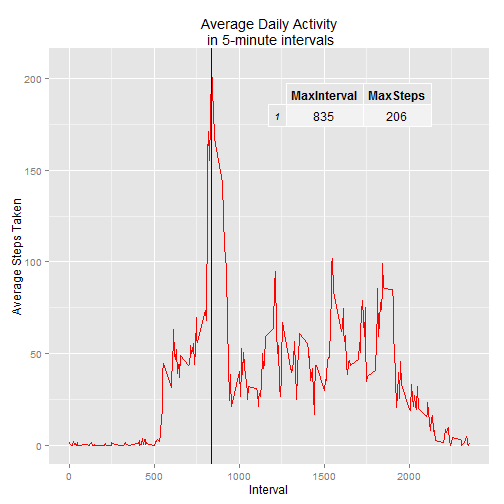 Average Daily Activity
in 5-minute intervals
MaxInterval MaxSteps
1 835 206
Average Steps Taken
200
150
100
50
0
0 500 1000 1500 2000
Interval